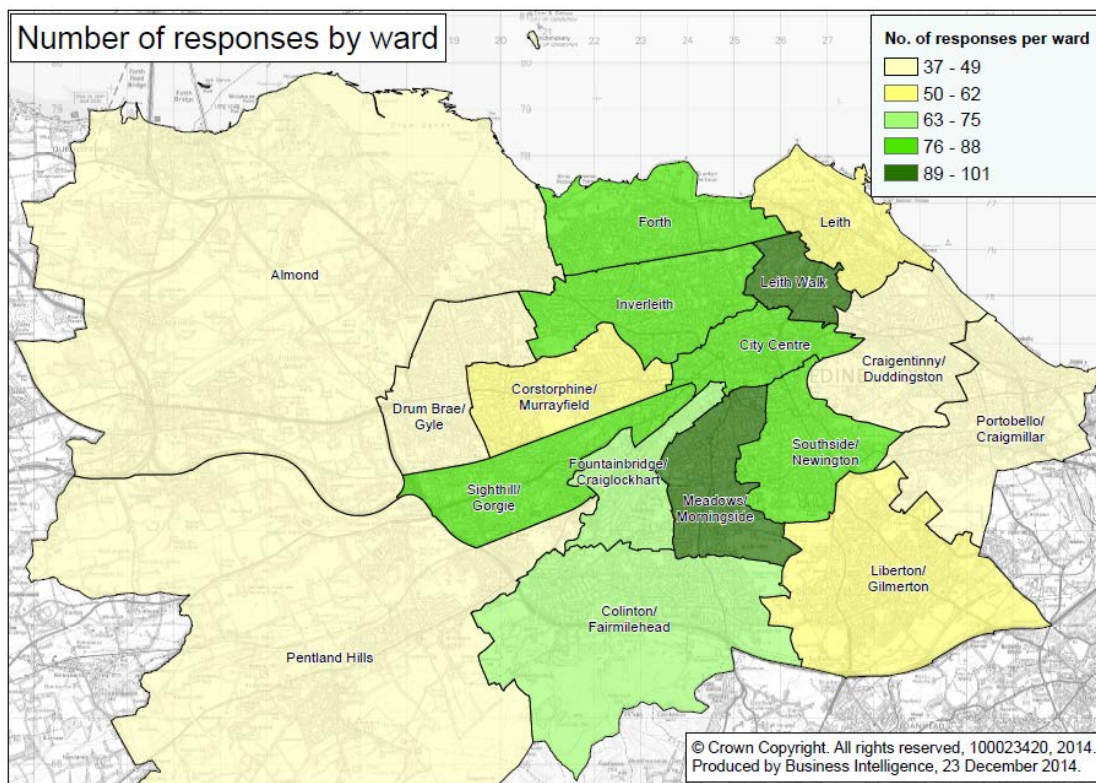 Number of responses by ward
No. of responses per ward
37 - 49
50 - 62
63 - 75
76 - 88
89 - 101
Forth
Leith
Almond
Leith Walk
Inverleith
City Centre
Craigentinny/
Duddingston
Corstorphine/
Murrayfield
Drum Brae/
Gyle
Portobello/
Craigmillar
Southside/
Newington
Fountainbridge/
Craiglockhart
Sighthill/
Gorgie
Meadows/
Morningside
Liberton/
Gilmerton
Colinton/
Fairmilehead
Pentland Hills
© Crown Copyright. All rights reserved, 100023420, 2014.
Produced by Business Intelligence, 23 December 2014.